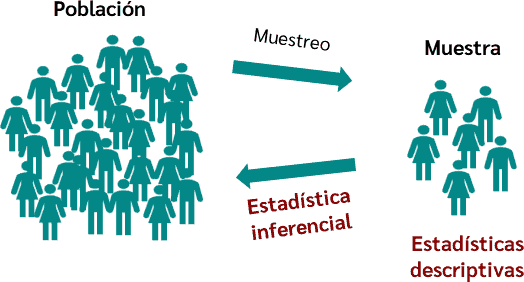 Población
Muestreo
Muestra
Estadística
inferencial
Estadísticas
descriptivas